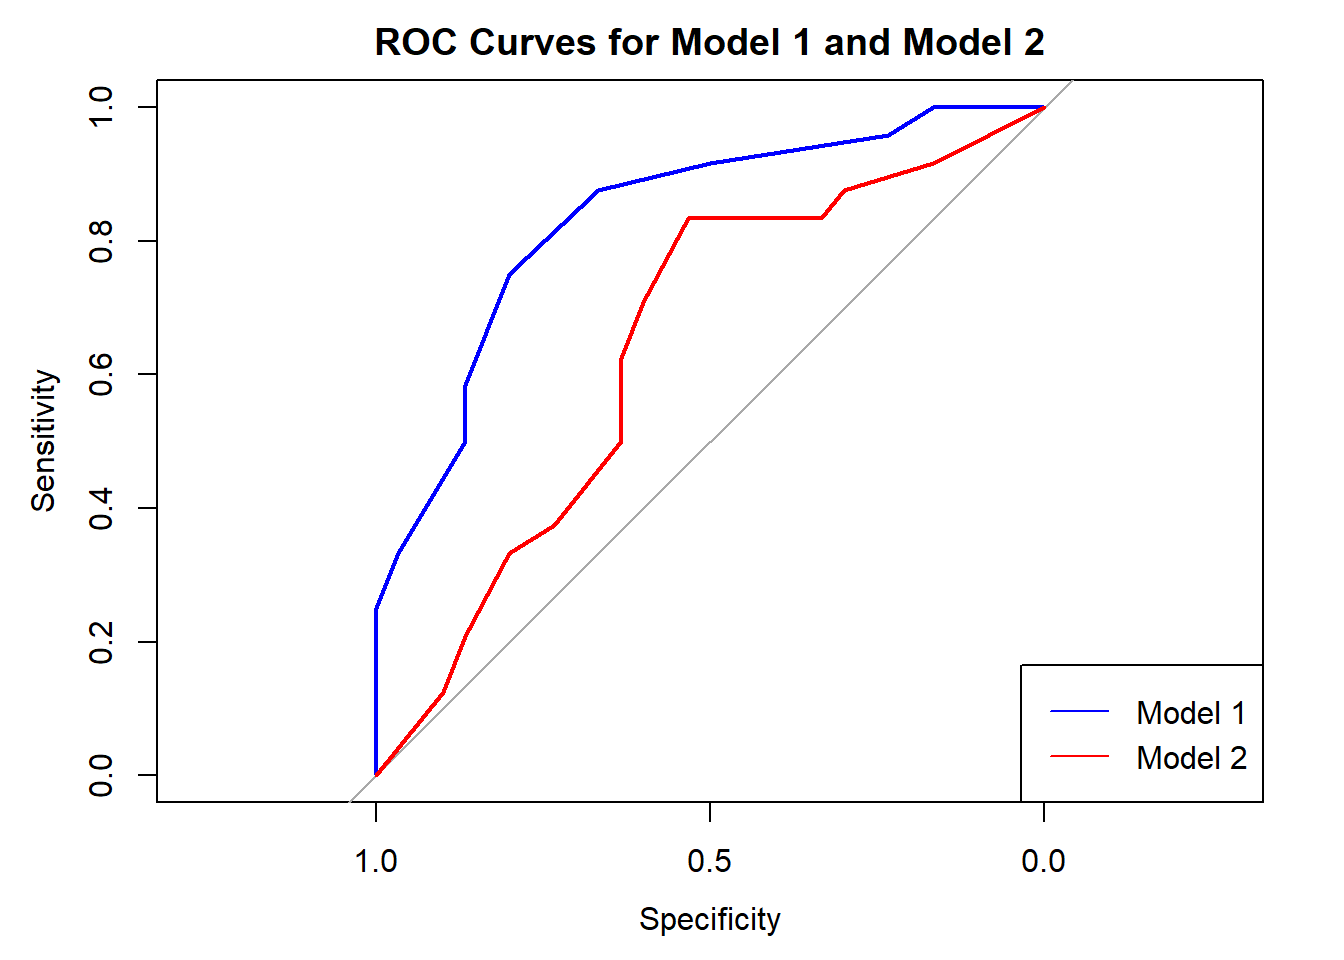 ROC Curves for Model 1 and Model 2
1.0
0.8
0.6
0.4
0.2
0.0
Sensitivity
1.0 0.5 0.0
Specificity
Model 1
Model 2